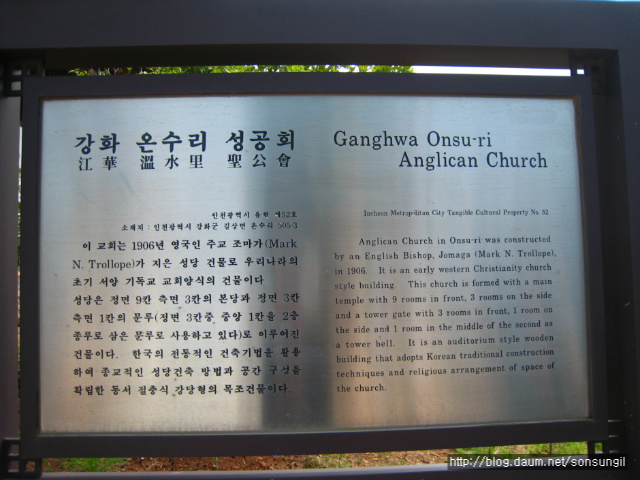 강화 온수리 성공회
江華 溫水里 聖公會
인천광역시 유형 제52호
소재지 : 인천광역시 강화군 길상면 온수리 505-3
이 교회는 1906년 영국인 주교 조마가(Mark
N. Trollope)가 지은 성당 건물로 우리나라의
초기 서양 기독교 교회양식의 건물이다
성당은 정면 9칸 측면 3칸의 본당과 정면 3칸
측면 1칸의 문루(정면 3칸중 중앙 1칸을 2층
종루로 삼은 문루로 사용하고 있다)로 이루어진
건물이다. 한국의 전통적인 건축기법을 활용
하여 종교적인 성당건축 방법과 공간 구성을
확립한 동서 절충식 강당형의 목조건물이다.
Ganghwa Onsu-ri
Anglican Church
Incheon Metropolitan City Tangible Cultural Property No. 52
Anglican Church in Onsu-ri was constructed
by an English Bishop, Jomaga (Mark N. Trollope),
in 1906. It is an early western Christianity church
style building. This church is formed with a main
temple with 9 rooms in front, 3 rooms on the side
and a tower gate with 3 rooms in front, 1 room on
the side and 1 room in the middle of the second as
a tower bell. It is an auditorium style wooden
building that adopts Korean traditional construction
techniques and religious arrangement of space of
the church.
http://blog.daum.net/sonsungil